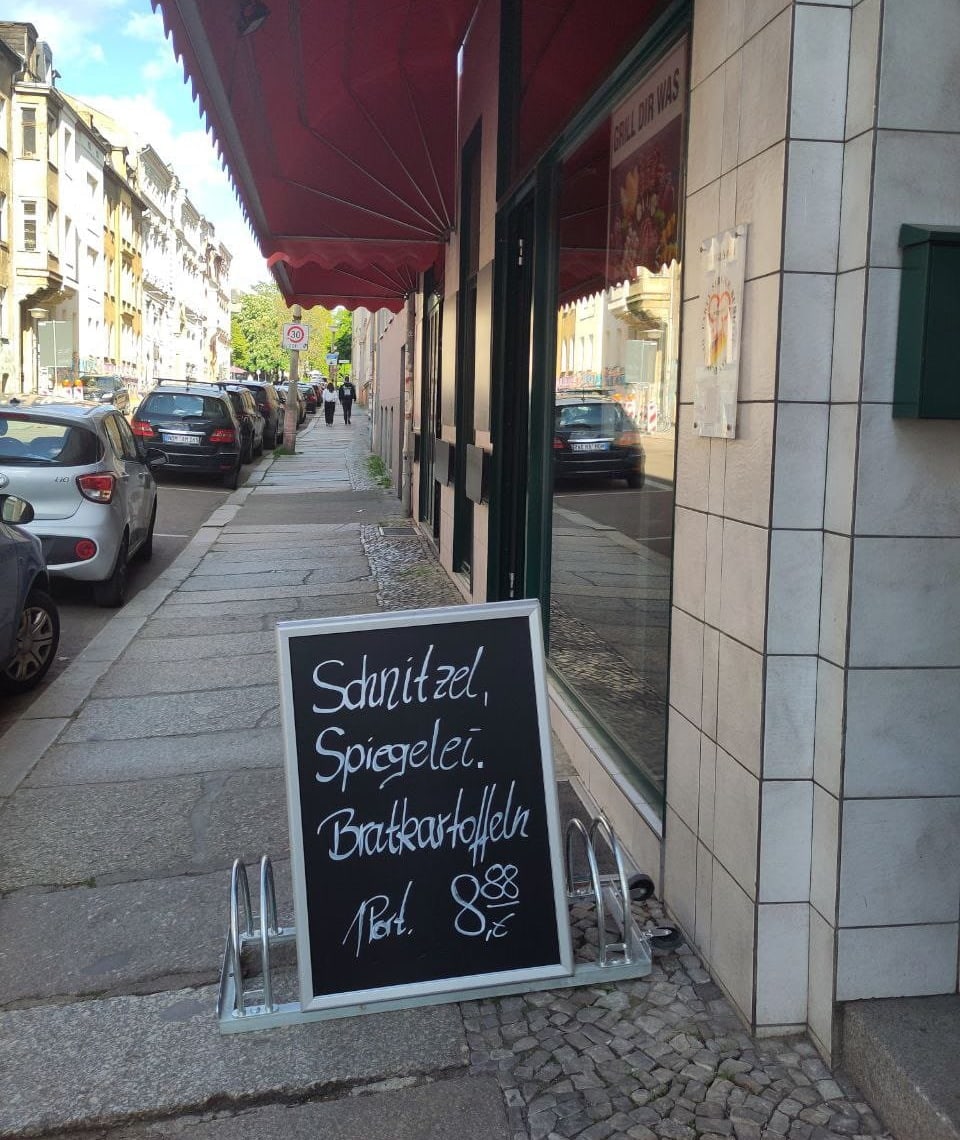 GRILL DIR WAS
30
Schnitzel,
Spiegelei.
Bratkartoffeln
1 Port. 8,88 €